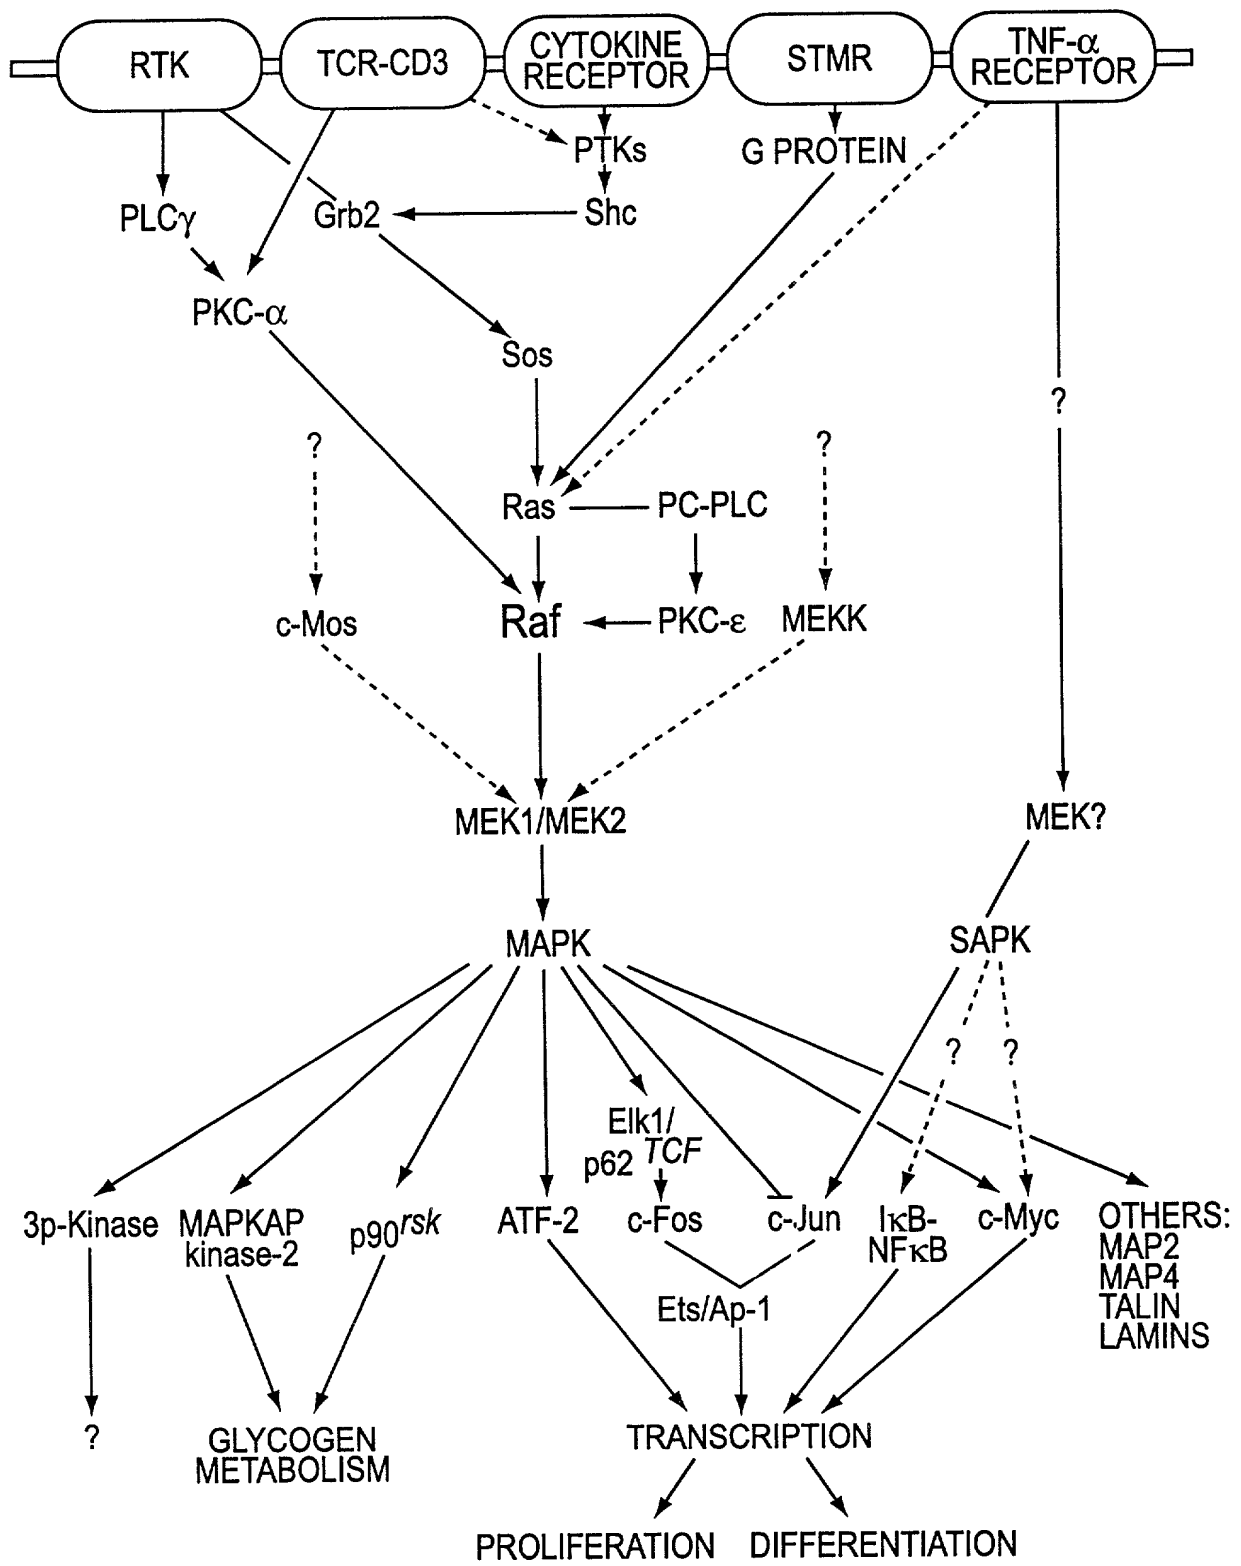 RTK
TCR-CD3
CYTOKINE
RECEPTOR
STMR
TNF-α
RECEPTOR
PTKs
G PROTEIN
PLCγ
Grb2
Shc
PKC-α
Sos
?
?
?
Ras
PC-PLC
c-Mos
Raf
PKC-ε
MEKK
MEK1/MEK2
MEK?
MAPK
SAPK
?
?
Elk1/
p62 TCF
3p-Kinase
MAPKAP
kinase-2
p90rsk
ATF-2
c-Fos
c-Jun
IκB-
NFκB
c-Myc
OTHERS:
MAP2
MAP4
TALIN
LAMINS
Ets/Ap-1
?
GLYCOGEN
METABOLISM
TRANSCRIPTION
PROLIFERATION
DIFFERENTIATION